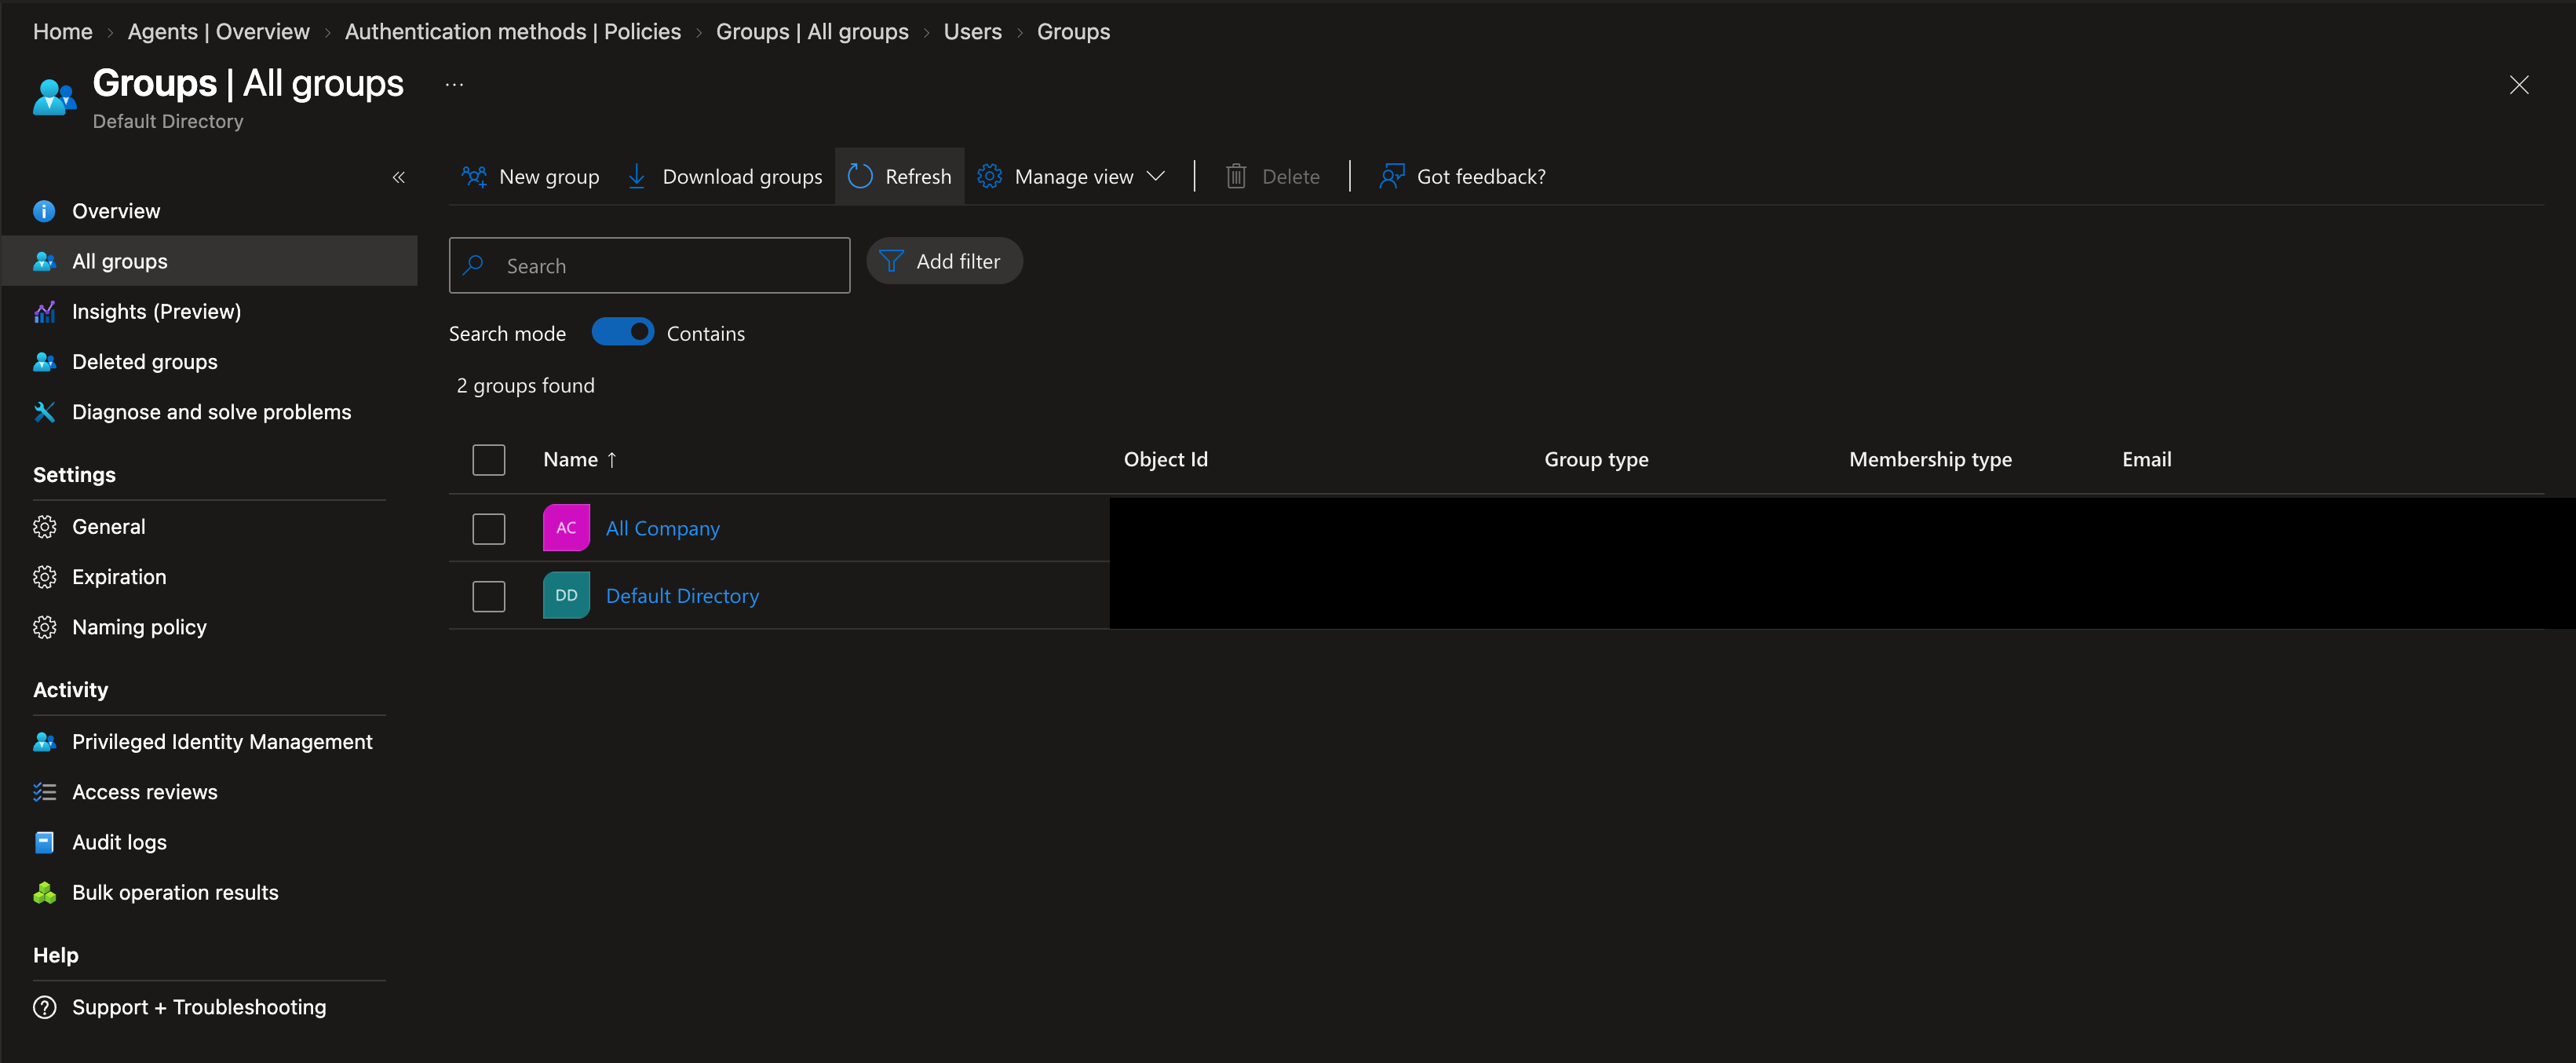 Home > Agents | Overview > Authentication methods | Policies > Groups | All groups > Users > Groups
Groups | All groups ...
Default Directory
«
Overview
All groups
Insights (Preview)
Deleted groups
Diagnose and solve problems
Settings
General
Expiration
Naming policy
Activity
Privileged Identity Management
Access reviews
Audit logs
Bulk operation results
Help
Support + Troubleshooting
New group Download groups Refresh Manage view Delete Got feedback?
Search
Add filter
Search mode Contains
2 groups found
Name ↑ Object Id Group type Membership type Email
AC All Company
DD Default Directory